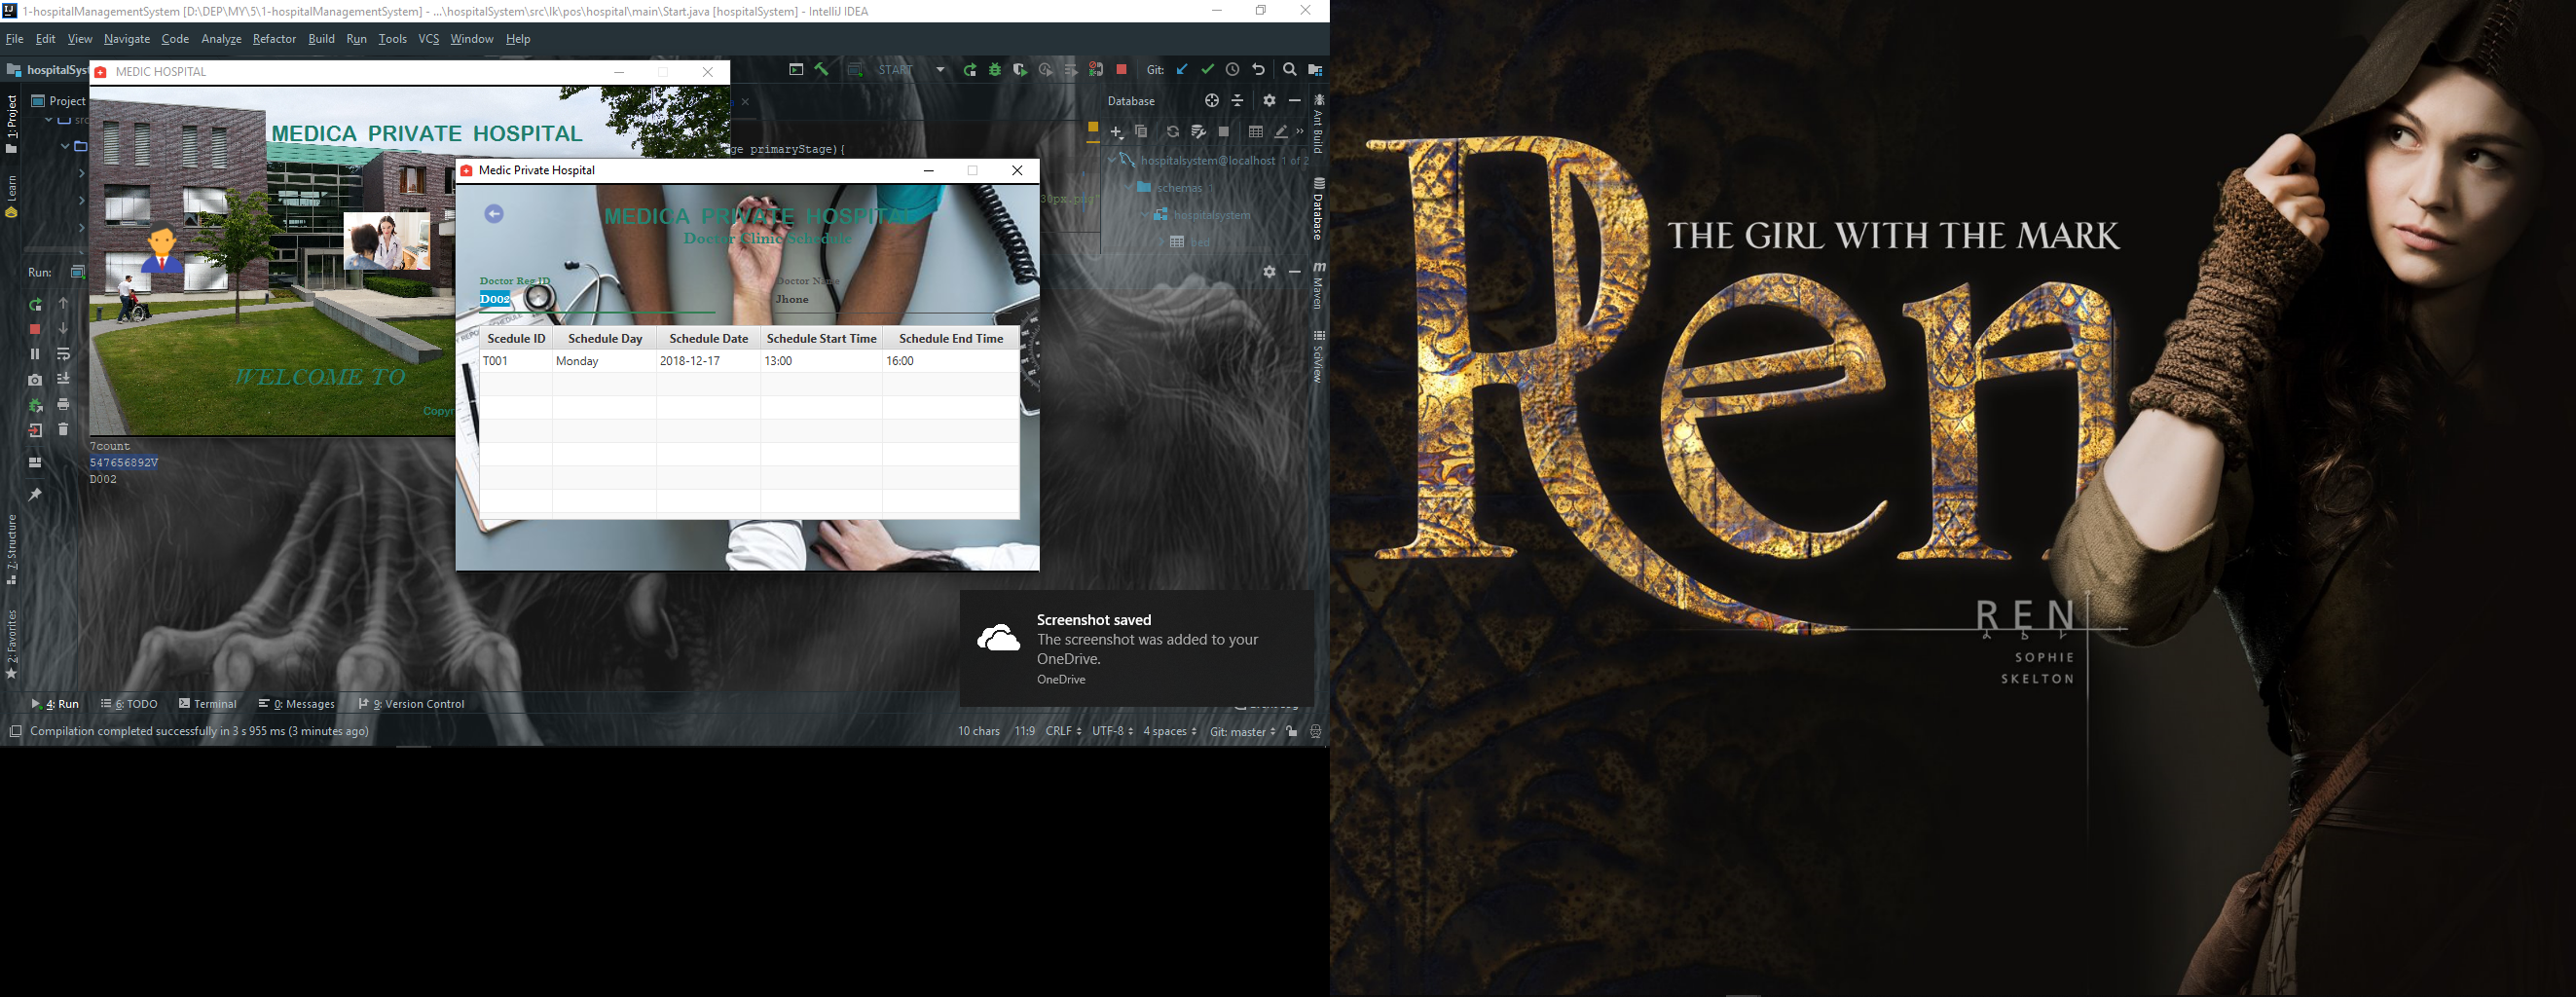 1-hospitalManagementSystem [D:\DEP\MY\5\1-hospitalManagementSystem] - ...\hospitalSystem\src\lk\pos\hospital\main\Start.java [hospitalSystem] - IntelliJ IDEA
File Edit View Navigate Code Analyze Refactor Build Run Tools VCS Window Help
hospitalSys
START
Git:
MEDIC HOSPITAL
1: Project
Project
src
Learn
MEDICA PRIVATE HOSPITAL
WELCOME TO
Copyr
ge primaryStage){
30px.png"
Database
hospitalsystem@localhost 1 of 2
schemas 1
hospitalsystem
bed
Ant Build
Database
Maven
SciView
Medic Private Hospital
MEDICA PRIVATE HOSPITAL
Doctor Clinic Schedule
Doctor Reg ID
Doctor Name
D002
Jhone
Scedule ID Schedule Day Schedule Date Schedule Start Time Schedule End Time
T001 Monday 2018-12-17 13:00 16:00
Run:
7count
547656892V
D002
7: Structure
2: Favorites
Screenshot saved
The screenshot was added to your
OneDrive.
OneDrive
4: Run 6: TODO Terminal 0: Messages 9: Version Control
Compilation completed successfully in 3 s 955 ms (3 minutes ago)
10 chars 11:9 CRLF UTF-8 4 spaces Git: master
THE GIRL WITH THE MARK
Ren
REN
SOPHIE
SKELTON